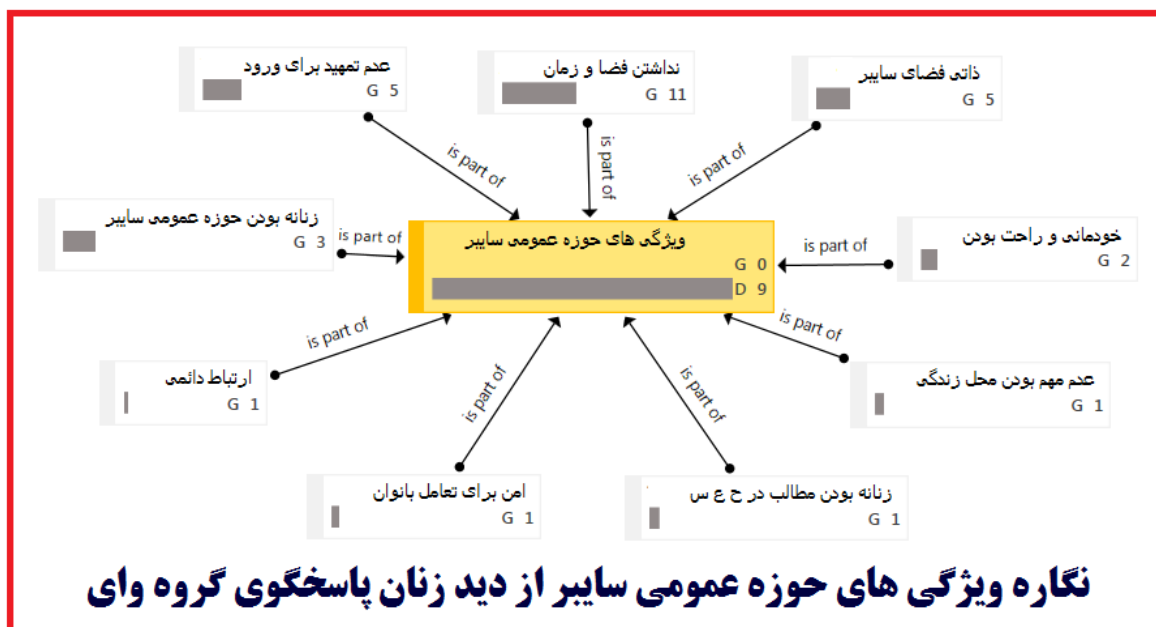 عدم تمهید برای ورود
G 5
نداشتن فضا و زمان
G 11
ذاتی فضای سایبر
G 5
is part of
is part of
is part of
زنانه بودن حوزه عمومی سایبر
G 3
is part of
ویژگی های حوزه عمومی سایبر
G 0
D 9
is part of
خودمانی و راحت بودن
G 2
ارتباط دائمی
G 1
is part of
is part of
is part of
is part of
عدم مهم بودن محل زندگی
G 1
امن برای تعامل بانوان
G 1
زنانه بودن مطالب در ح ع س
G 1
نگاره ویژگی های حوزه عمومی سایبر از دید زنان پاسخگوی گروه وای